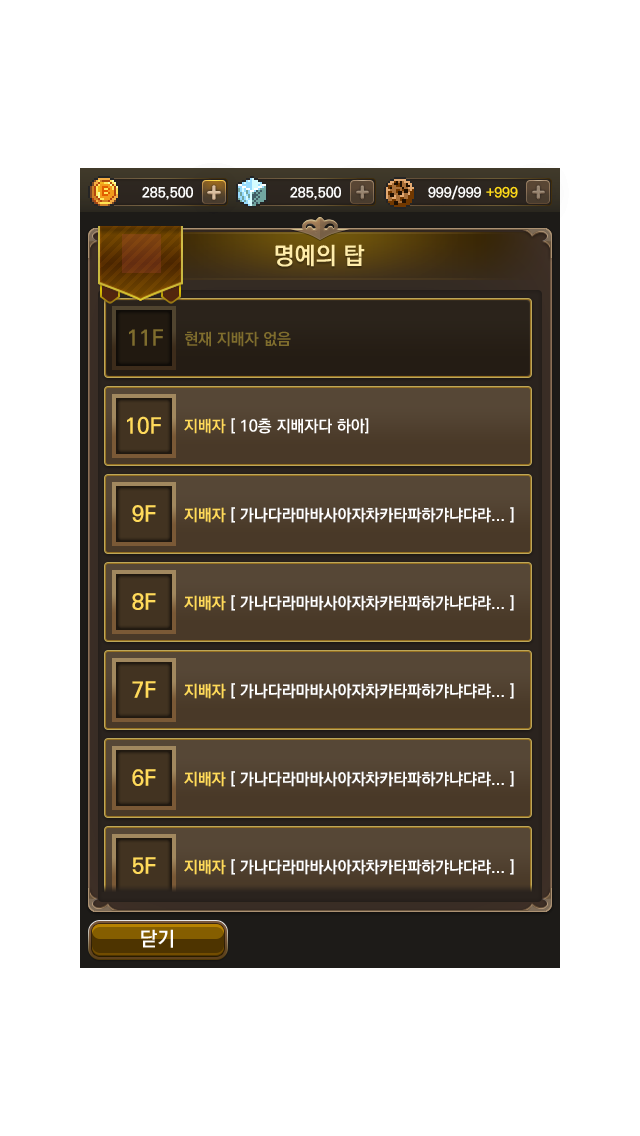 285,500 285,500 999/999 +999
명예의 탑
11F 현재 지배자 없음
10F 지배자 [ 10층 지배자다 하아]
9F 지배자 [ 가나다라마바사아자차카타파하갸냐댜랴... ]
8F 지배자 [ 가나다라마바사아자차카타파하갸냐댜랴... ]
7F 지배자 [ 가나다라마바사아자차카타파하갸냐댜랴... ]
6F 지배자 [ 가나다라마바사아자차카타파하갸냐댜랴... ]
5F 지배자 [ 가나다라마바사아자차카타파하갸냐댜랴... ]
닫기